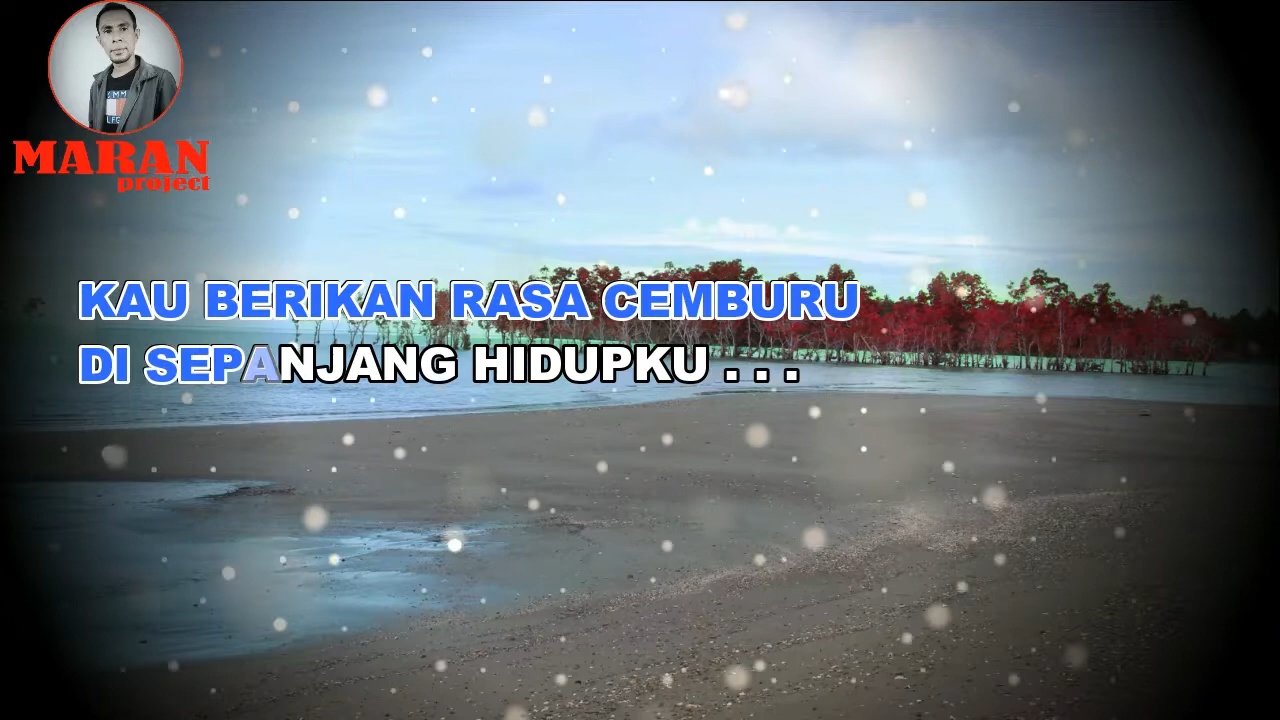 MARAN
project
KAU BERIKAN RASA CEMBURU
DI SEPANJANG HIDUPKU . . .